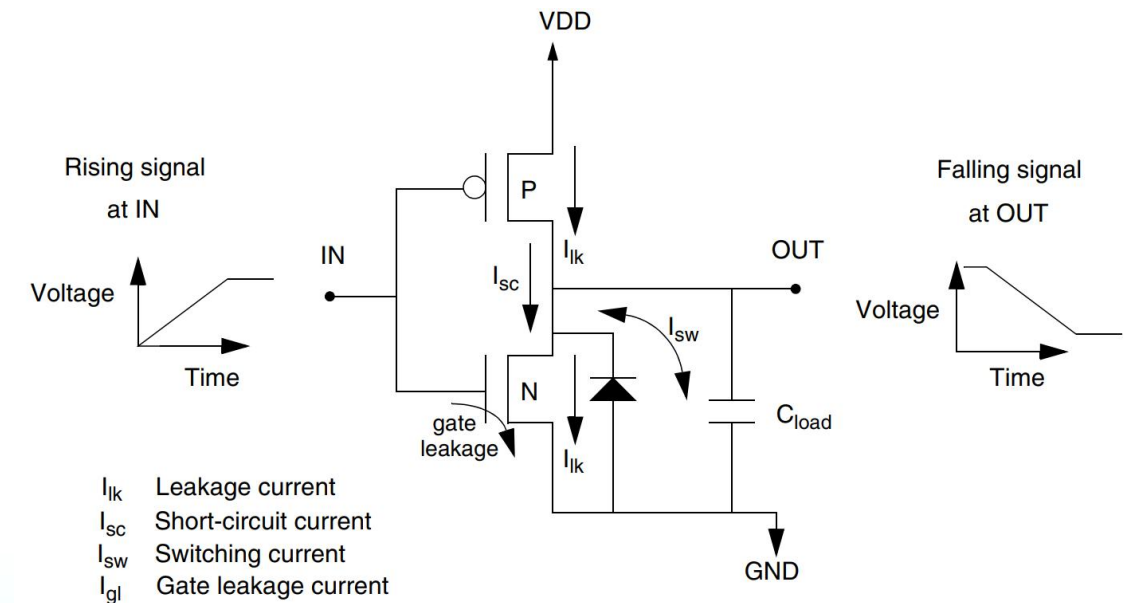 VDD
Rising signal
at IN
Voltage
Time
IN
P
I_lk
I_sc
OUT
I_sw
N
gate
leakage
I_lk
C_load
GND
Falling signal
at OUT
Voltage
Time
I_lk Leakage current
I_sc Short-circuit current
I_sw Switching current
I_gl Gate leakage current